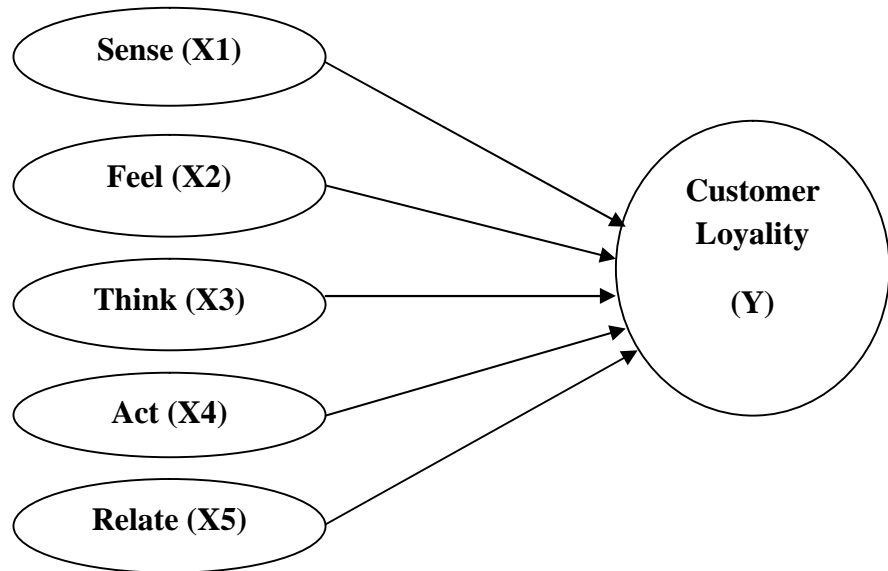 Sense (X1)
Feel (X2)
Think (X3)
Act (X4)
Relate (X5)
Customer
Loyality
(Y)